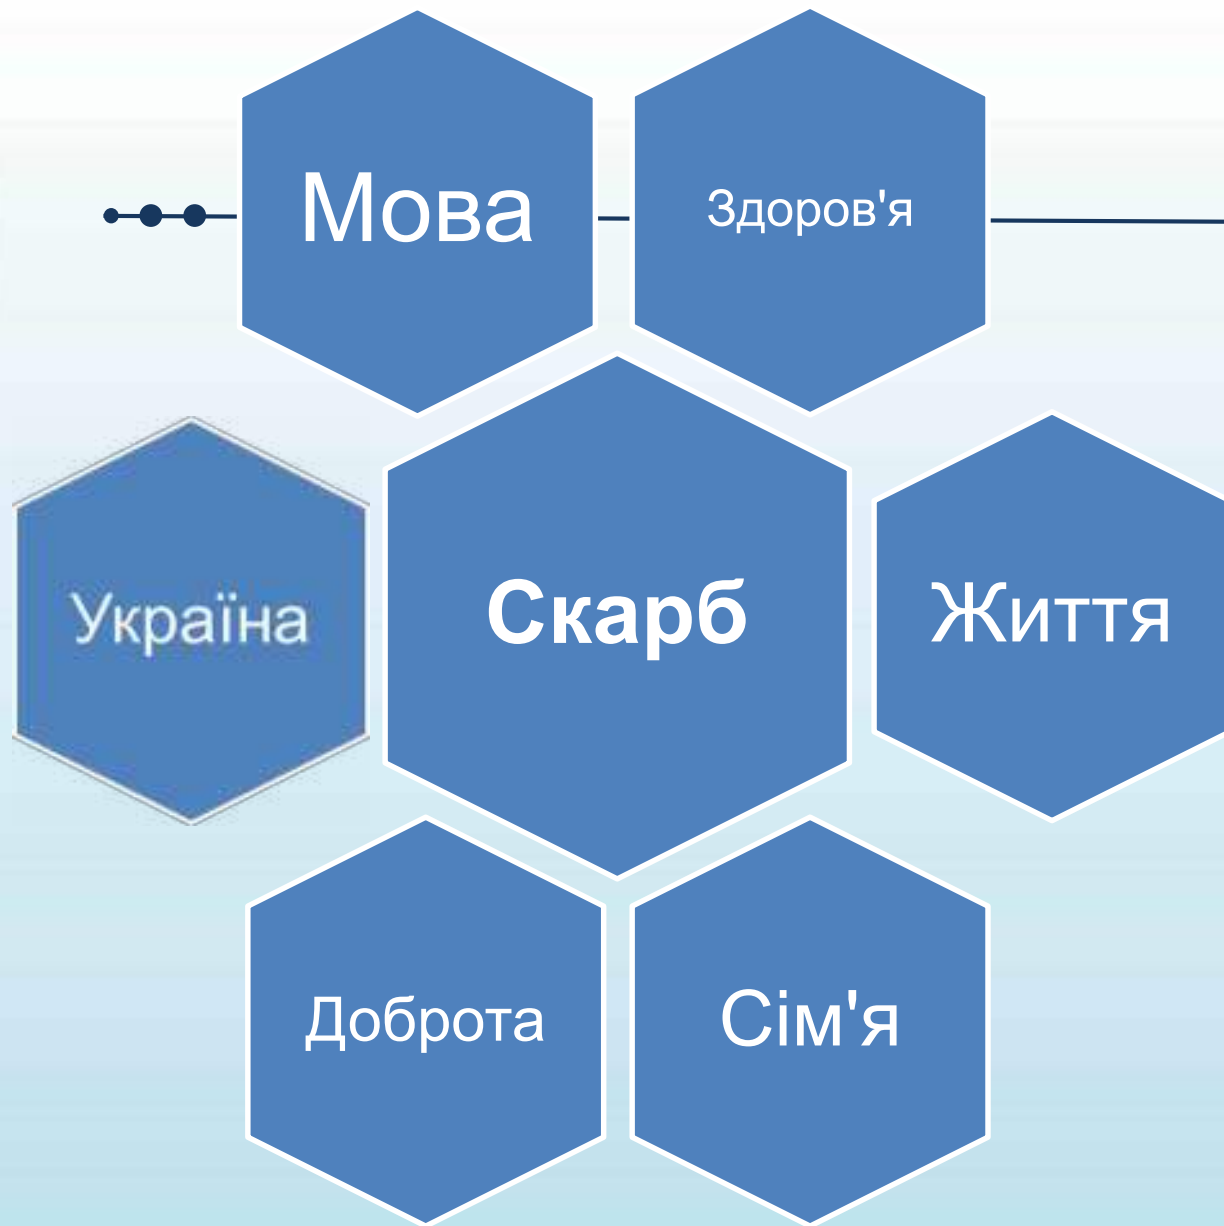 Мова
Здоров'я
Україна
Скарб
Життя
Доброта
Сім'я